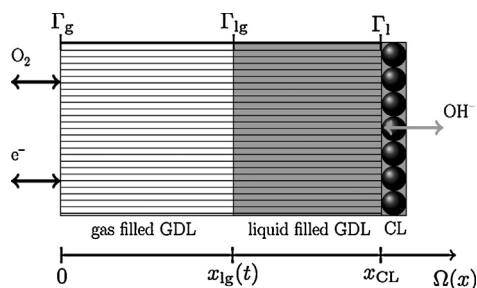 Γg Γlg Γl
O₂
OH⁻
e⁻
gas filled GDL liquid filled GDL CL
0 xlg(t) xCL Ω(x)